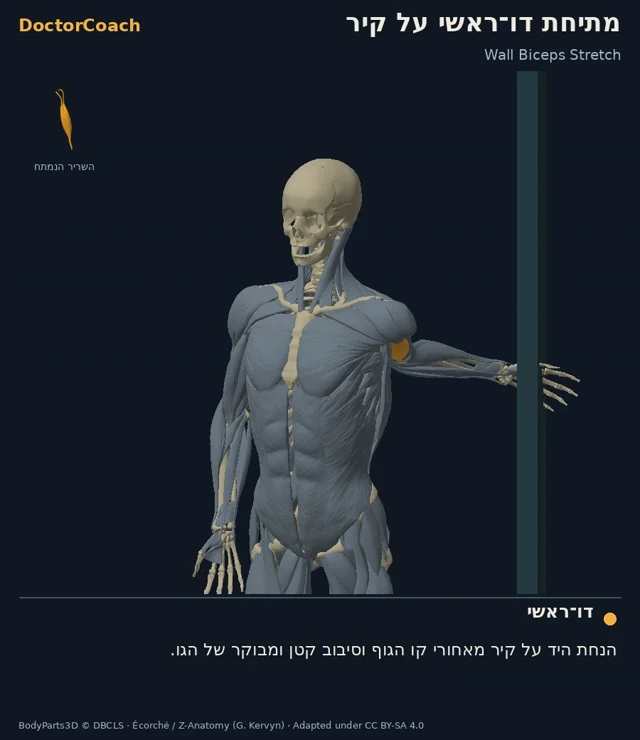 DoctorCoach
מתיחת דו־ראשי על קיר
Wall Biceps Stretch
השריר הנמתח
דו־ראשי
הנחת היד על קיר מאחורי קו הגוף וסיבוב קטן ומבוקר של הגו.
BodyParts3D © DBCLS · Écorché / Z-Anatomy (G. Kervyn) · Adapted under CC BY-SA 4.0